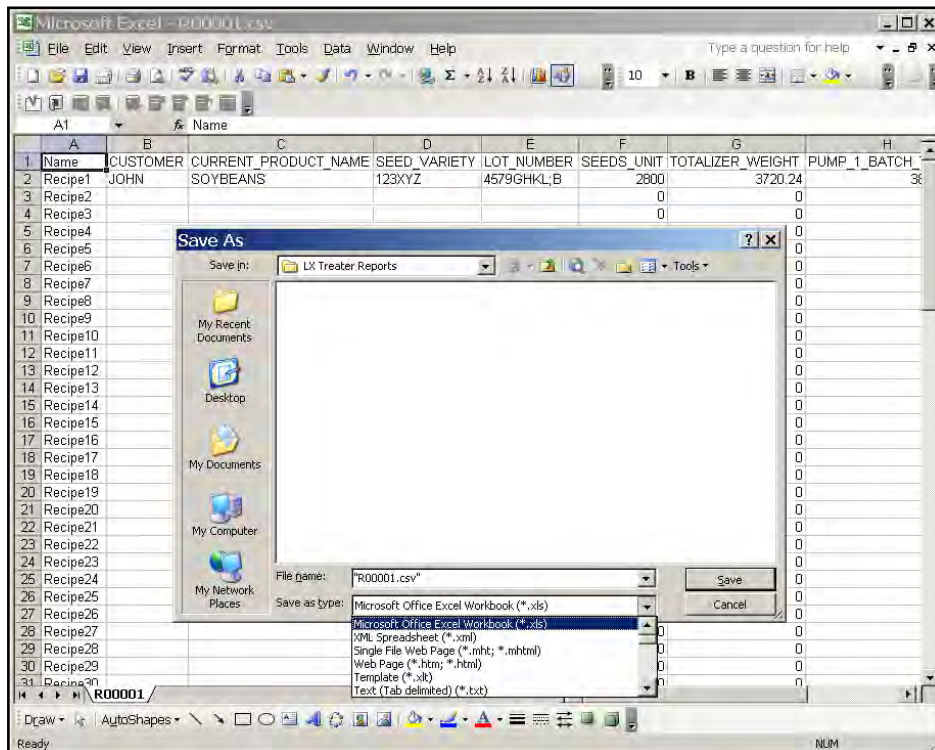 Microsoft Excel - R00001.csv
File Edit View Insert Format Tools Data Window Help Type a question for help
10 B
A1 fx Name
A B C D E F G H
1 Name CUSTOMER CURRENT_PRODUCT_NAME SEED_VARIETY LOT_NUMBER SEEDS_UNIT TOTALIZER_WEIGHT PUMP_1_BATCH_
2 Recipe1 JOHN SOYBEANS 123XYZ 4579GHKL;B 2800 3720.24
3 Recipe2 0 0
4 Recipe3 0 0
5 Recipe4 0
6 Recipe5 0
7 Recipe6 0
8 Recipe7 0
9 Recipe8 0
10 Recipe9 0
11 Recipe10 0
12 Recipe11 0
13 Recipe12 0
14 Recipe13 0
15 Recipe14 0
16 Recipe15 0
17 Recipe16 0
18 Recipe17 0
19 Recipe18 0
20 Recipe19 0
21 Recipe20 0
22 Recipe21 0
23 Recipe22 0
24 Recipe23 0
25 Recipe24 0
26 Recipe25 0
27 Recipe26 0
28 Recipe27 0 0
29 Recipe28 0 0
30 Recipe29 0 0
31 Recipe30 0
Save As
Save in: LX Treater Reports Tools
My Recent
Documents
Desktop
My Documents
My Computer
My Network
Places
File name: "R00001.csv" Save
Save as type: Microsoft Office Excel Workbook (*.xls) Cancel
Microsoft Office Excel Workbook (*.xls)
XML Spreadsheet (*.xml)
Single File Web Page (*.mht; *.mhtml)
Web Page (*.htm; *.html)
Template (*.xlt)
Text (Tab delimited) (*.txt)
R00001
Draw AutoShapes
Ready NUM